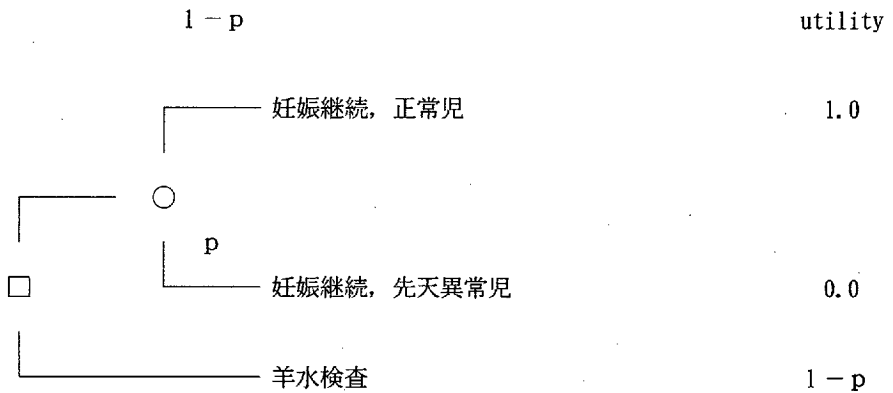 1－p utility
妊娠継続，正常児 1.0
p
妊娠継続，先天異常児 0.0
羊水検査 1－p